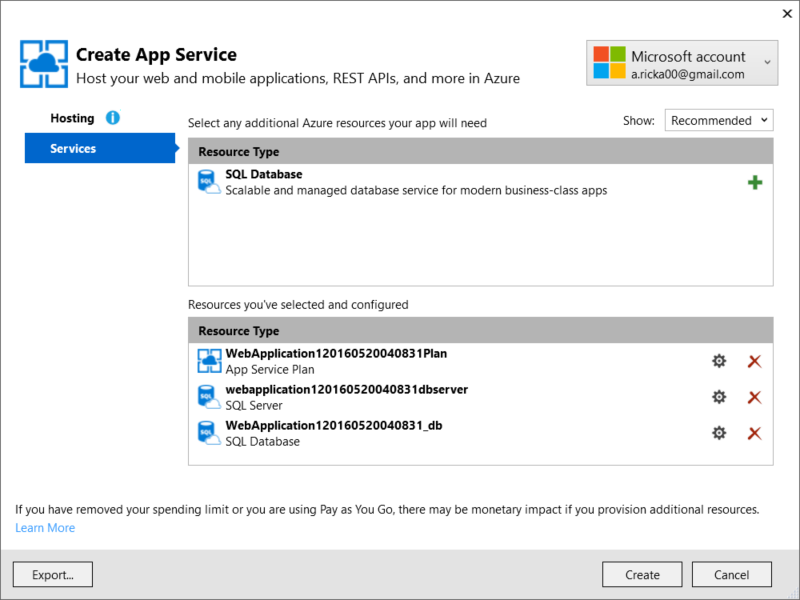 Create App Service
Host your web and mobile applications, REST APIs, and more in Azure
Microsoft account
a.ricka00@gmail.com
Hosting
Services
Select any additional Azure resources your app will need
Show: Recommended
Resource Type
SQL Database
Scalable and managed database service for modern business-class apps
Resources you've selected and configured
Resource Type
WebApplication120160520040831Plan
App Service Plan
webapplication120160520040831dbserver
SQL Server
WebApplication120160520040831_db
SQL Database
If you have removed your spending limit or you are using Pay as You Go, there may be monetary impact if you provision additional resources.
Learn More
Export...
Create
Cancel